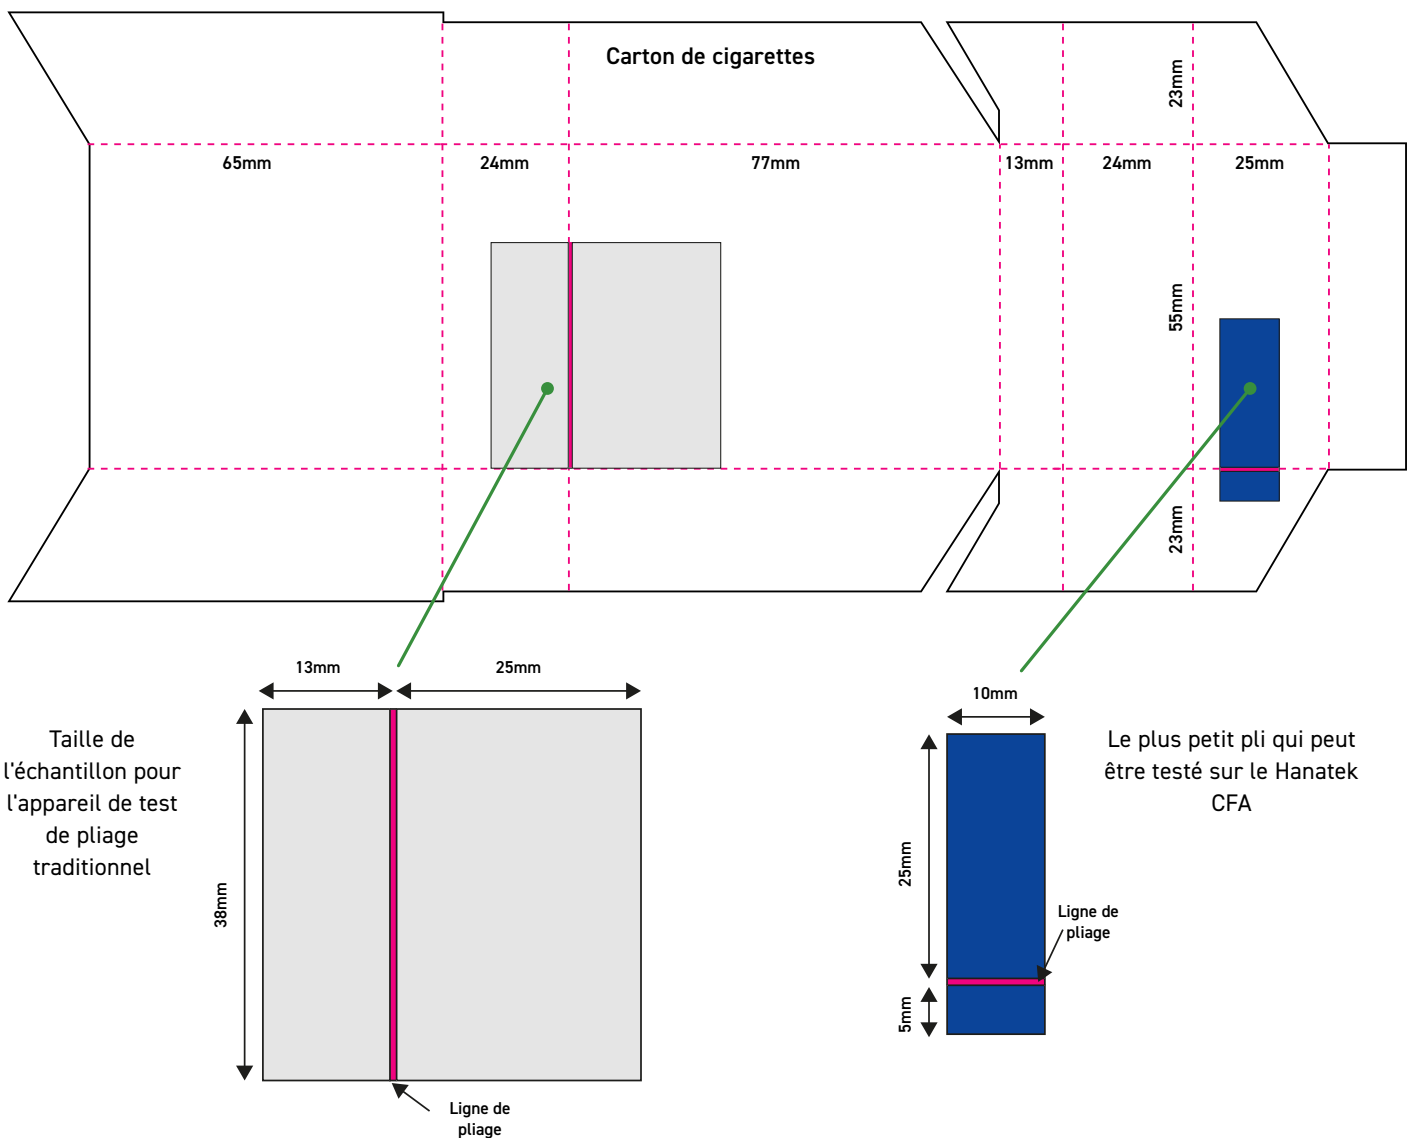 Carton de cigarettes
23mm
65mm
24mm
77mm
13mm
24mm
25mm
55mm
23mm
13mm
25mm
10mm
Taille de
l'échantillon pour
l'appareil de test
de pliage
traditionnel
38mm
Le plus petit pli qui peut
être testé sur le Hanatek
CFA
25mm
Ligne de
pliage
5mm
Ligne de
pliage